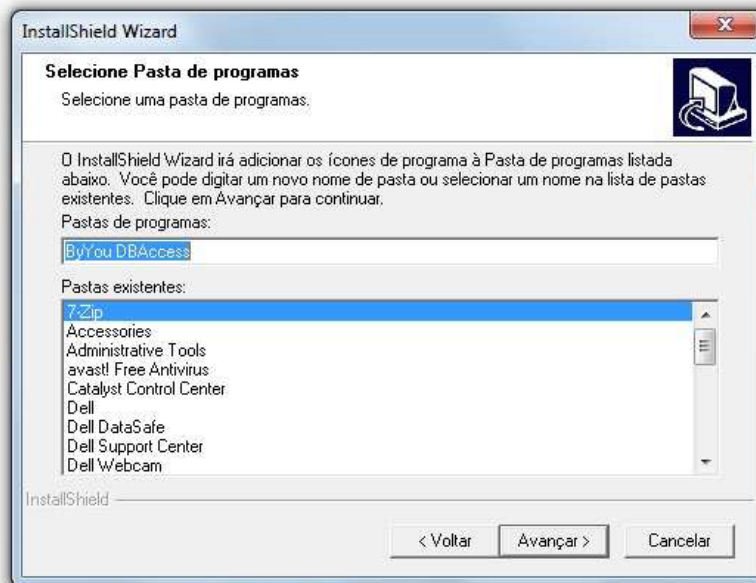 InstallShield Wizard
Selecione Pasta de programas
Selecione uma pasta de programas.
O InstallShield Wizard irá adicionar os ícones de programa à Pasta de programas listada
abaixo. Você pode digitar um novo nome de pasta ou selecionar um nome na lista de pastas
existentes. Clique em Avançar para continuar.
Pastas de programas:
ByYou DBAccess
Pastas existentes:
7-Zip
Accessories
Administrative Tools
avast! Free Antivirus
Catalyst Control Center
Dell
Dell DataSafe
Dell Support Center
Dell Webcam
InstallShield
< Voltar
Avançar >
Cancelar